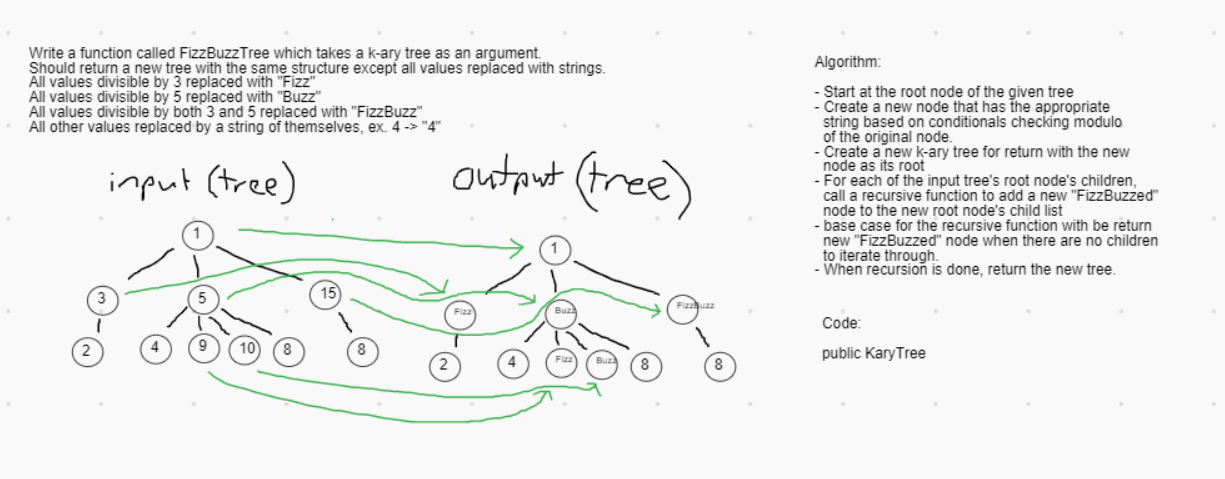 Write a function called FizzBuzzTree which takes a k-ary tree as an argument.
Should return a new tree with the same structure except all values replaced with strings.
All values divisible by 3 replaced with "Fizz"
All values divisible by 5 replaced with "Buzz"
All values divisible by both 3 and 5 replaced with "FizzBuzz"
All other values replaced by a string of themselves, ex. 4 -> "4"
input (tree)
1
3 5 15
2 4 9 10 8 8
output (tree)
1
Fizz Buzz FizzBuzz
2 4 Fizz Buzz 8 8
Algorithm:
- Start at the root node of the given tree
- Create a new node that has the appropriate
string based on conditionals checking modulo
of the original node.
- Create a new k-ary tree for return with the new
node as its root
- For each of the input tree's root node's children,
call a recursive function to add a new "FizzBuzzed"
node to the new root node's child list
- base case for the recursive function with be return
new "FizzBuzzed" node when there are no children
to iterate through.
- When recursion is done, return the new tree.
Code:
public KaryTree